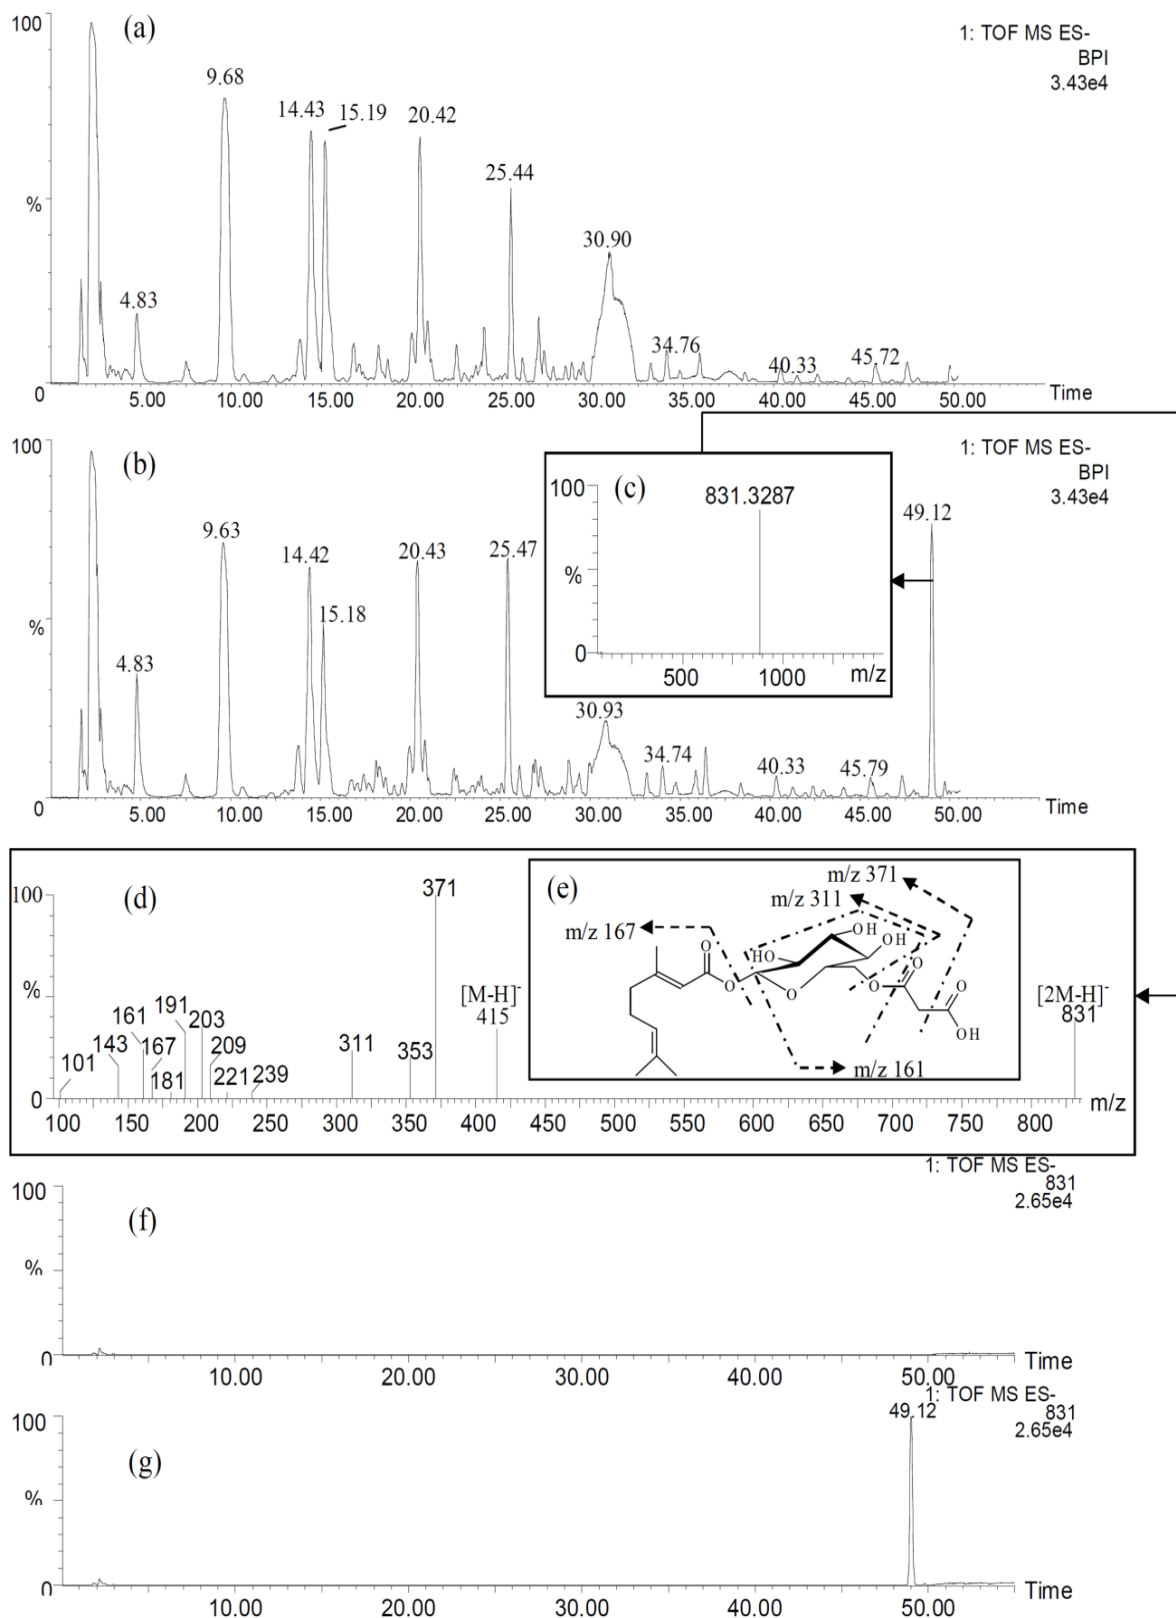 100
(a)
1: TOF MS ES-
BPI
3.43e4
9.68
14.43
15.19
20.42
25.44
30.90
4.83
34.76
40.33
45.72
%
0
5.00 10.00 15.00 20.00 25.00 30.00 35.00 40.00 45.00 50.00 Time
100
(b)
1: TOF MS ES-
BPI
3.43e4
9.63
14.42
15.18
20.43
25.47
49.12
4.83
30.93
34.74
40.33
45.79
%
0
5.00 10.00 15.00 20.00 25.00 30.00 35.00 40.00 45.00 50.00 Time
100
(c)
831.3287
%
0
500 1000 m/z
100
(d)
371
[M-H]-
415
[2M-H]-
831
%
101
143
161
167
181
191
203
209
221
239
311
353
0
100 150 200 250 300 350 400 450 500 550 600 650 700 750 800 m/z
(e)
m/z 371
m/z 311
m/z 167
m/z 161
O
O
HO
OH
OH
O
O
O
O
OH
1: TOF MS ES-
831
2.65e4
100
(f)
%
0
10.00 20.00 30.00 40.00 50.00 Time
1: TOF MS ES-
831
2.65e4
49.12
100
(g)
%
0
10.00 20.00 30.00 40.00 50.00 Time